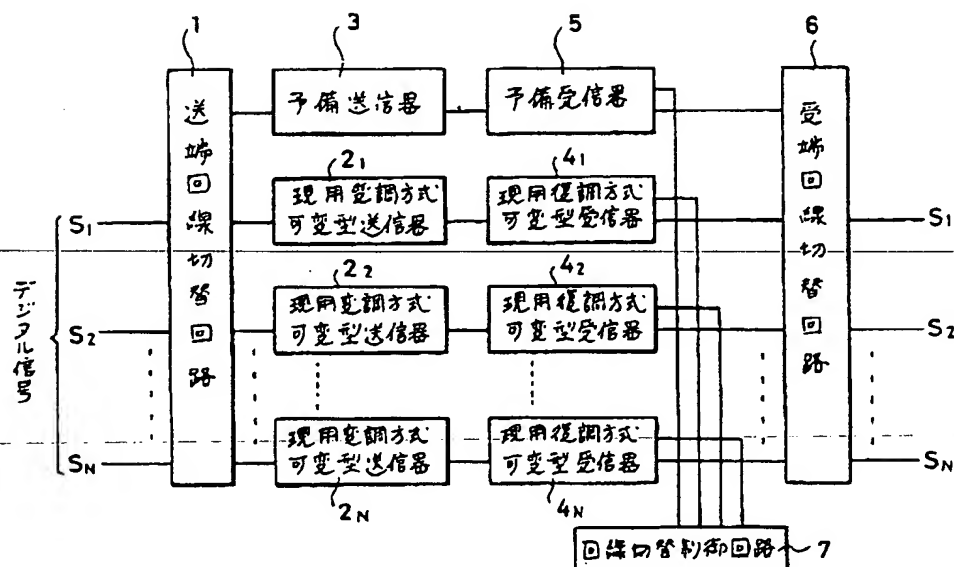 1
3
5
6
送端回線切替回路
予備送信器
予備受信器
受端回線切替回路
2₁
4₁
現用変調方式
可変型送信器
現用復調方式
可変型受信器
S₁
S₁
2₂
4₂
現用変調方式
可変型送信器
現用復調方式
可変型受信器
デジタル信号
S₂
S₂
現用変調方式
可変型送信器
現用復調方式
可変型受信器
S_N
S_N
2_N
4_N
回線切替制御回路
7